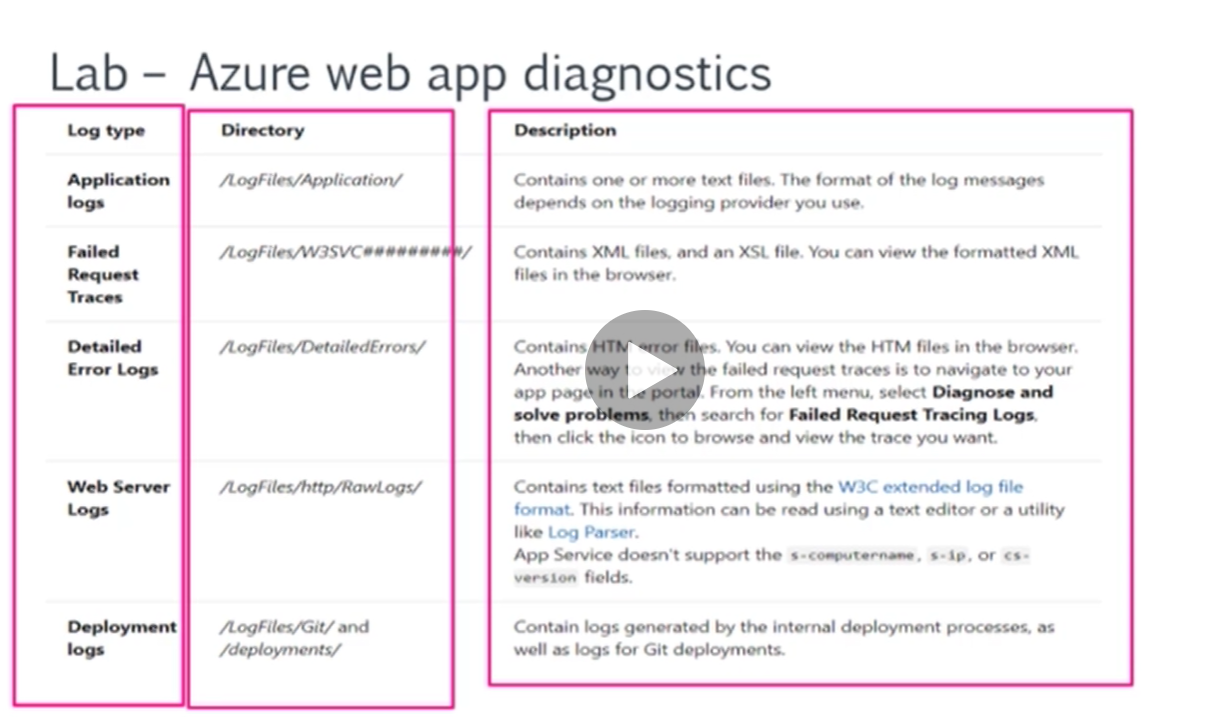 Lab – Azure web app diagnostics
Log type Directory Description
Application /LogFiles/Application/ Contains one or more text files. The format of the log messages
logs depends on the logging provider you use.
Failed /LogFiles/W3SVC#########/ Contains XML files, and an XSL file. You can view the formatted XML
Request files in the browser.
Traces
Detailed /LogFiles/DetailedErrors/ Contains HTM error files. You can view the HTM files in the browser.
Error Logs Another way to view the failed request traces is to navigate to your
app page in the portal. From the left menu, select Diagnose and
solve problems, then search for Failed Request Tracing Logs,
then click the icon to browse and view the trace you want.
Web Server /LogFiles/http/RawLogs/ Contains text files formatted using the W3C extended log file
Logs format. This information can be read using a text editor or a utility
like Log Parser.
App Service doesn't support the s-computername, s-ip, or cs-
version fields.
Deployment /LogFiles/Git/ and Contain logs generated by the internal deployment processes, as
logs /deployments/ well as logs for Git deployments.